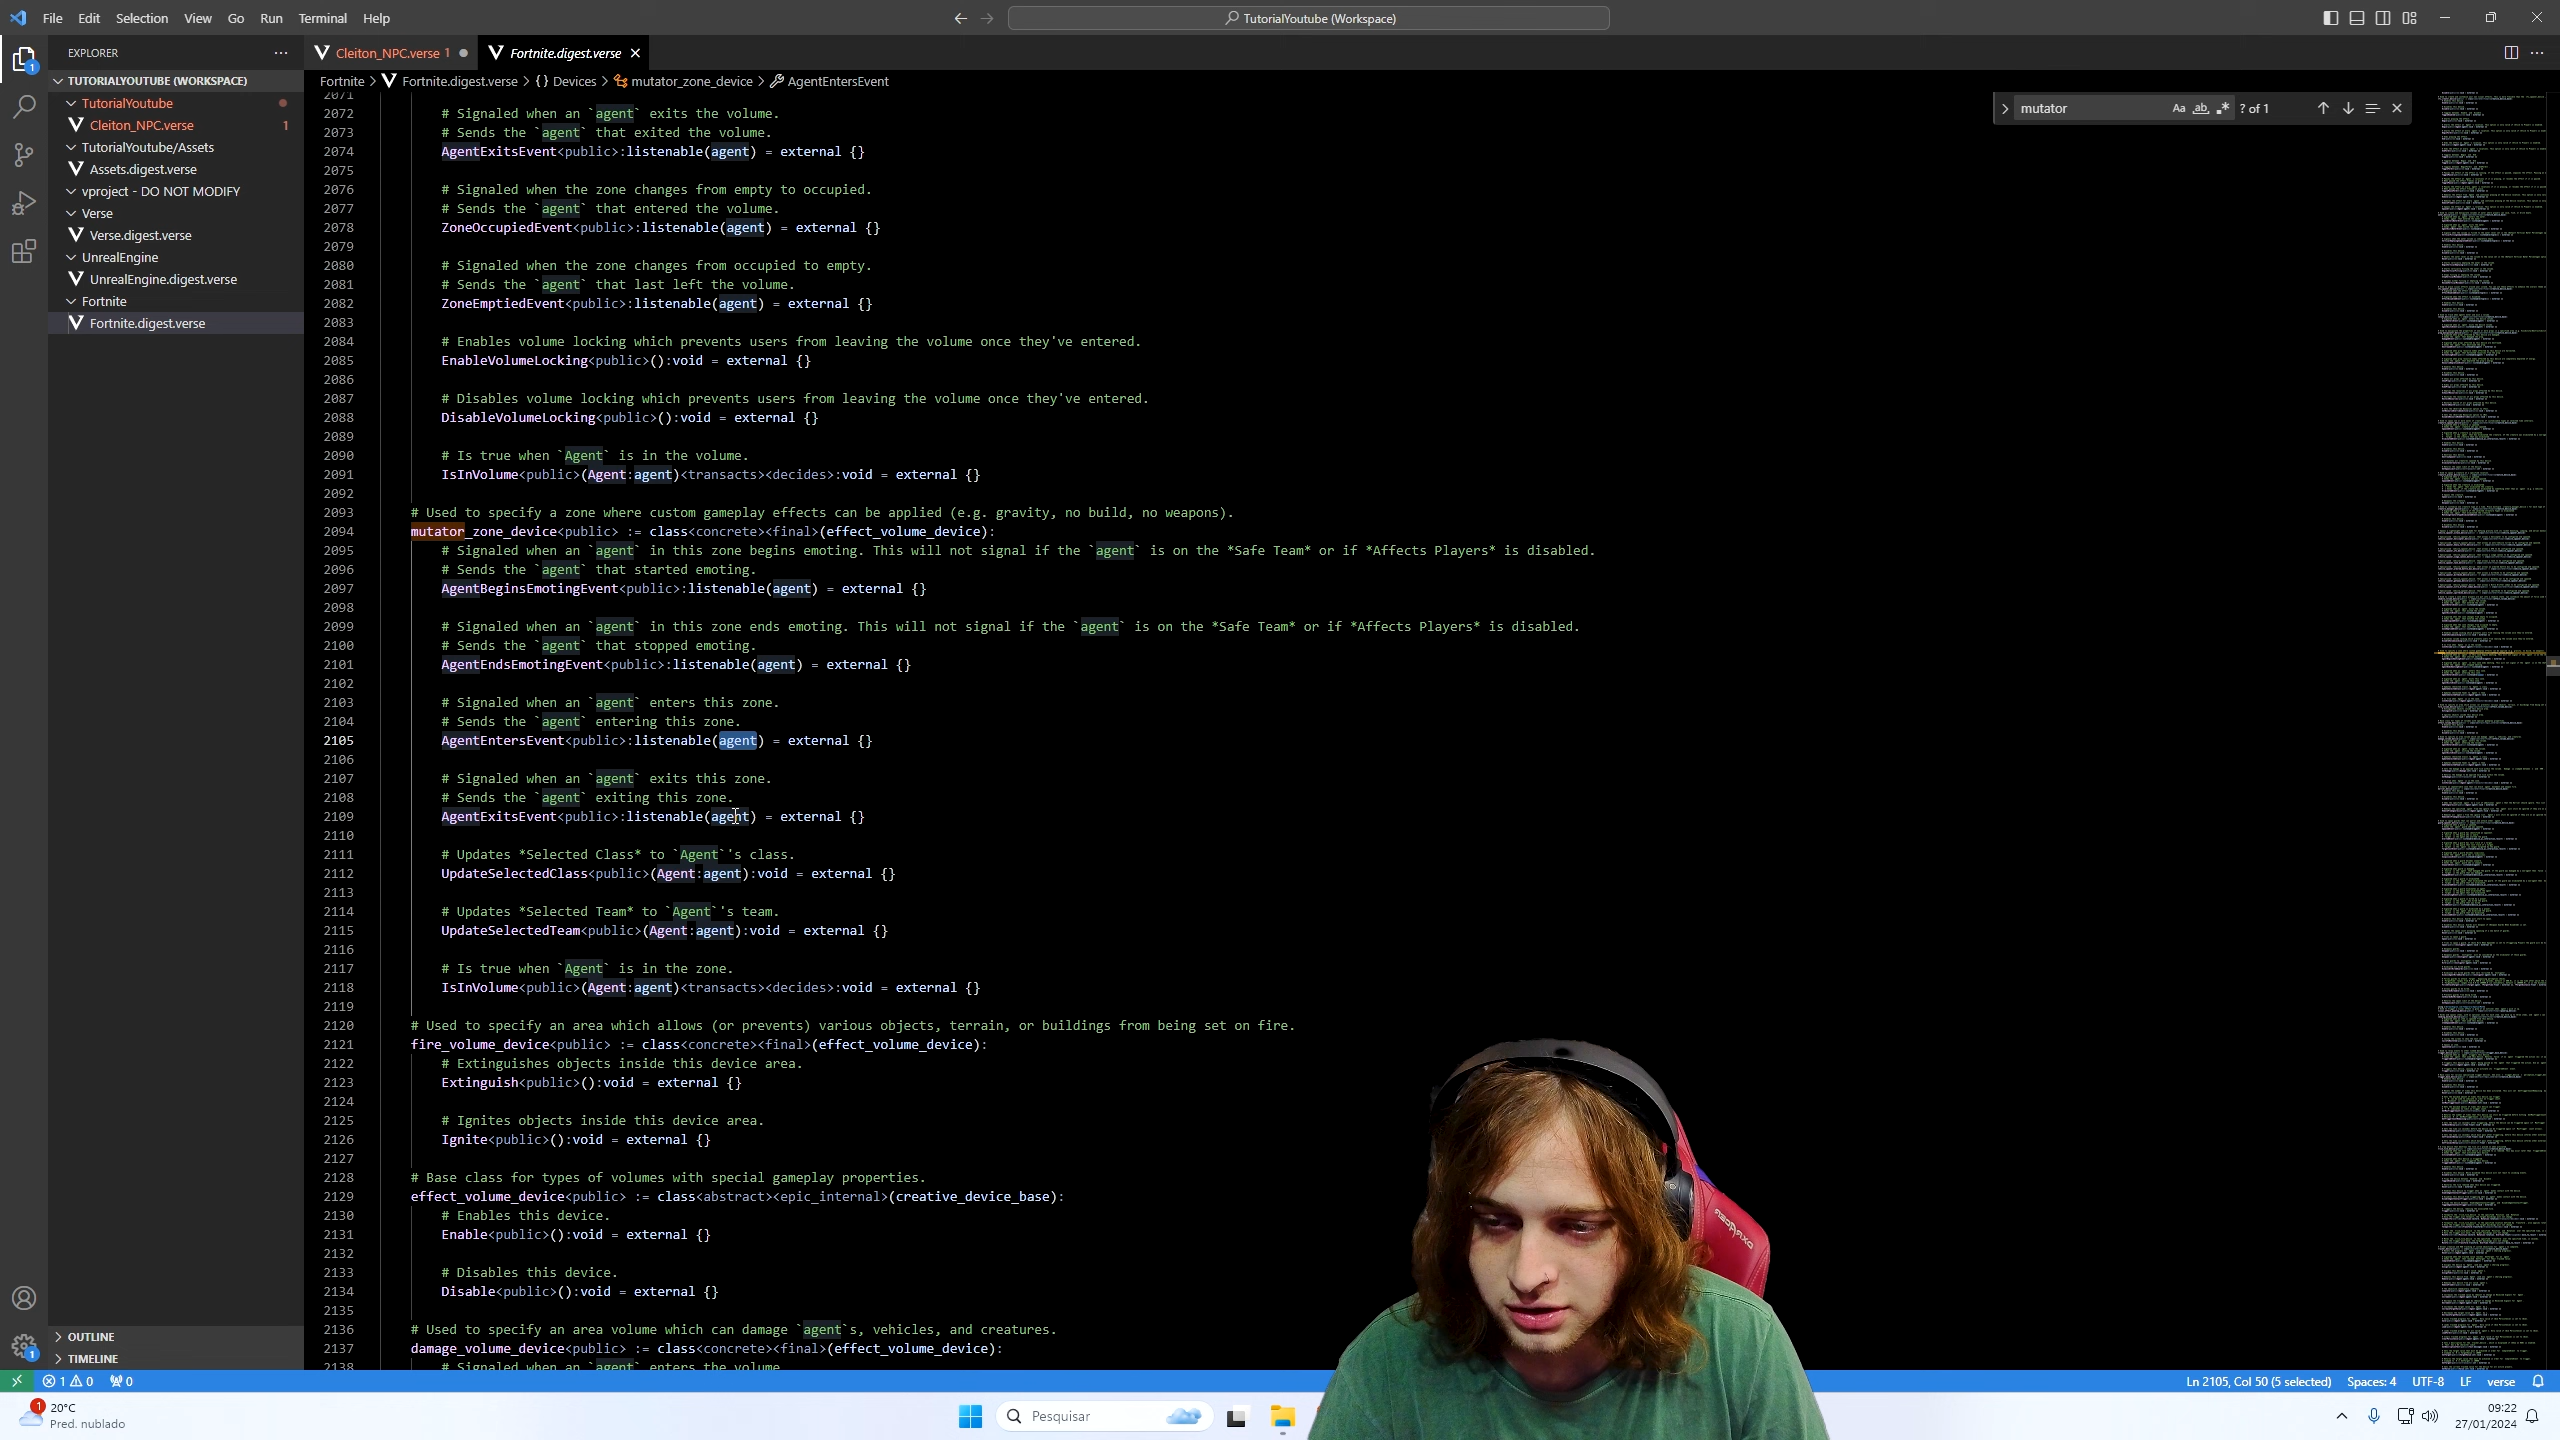 File Edit Selection View Go Run Terminal Help
TutorialYoutube (Workspace)
EXPLORER
Cleiton_NPC.verse 1
Fortnite.digest.verse
TUTORIALYOUTUBE (WORKSPACE)
Fortnite > Fortnite.digest.verse > {} Devices > mutator_zone_device > AgentEntersEvent
TutorialYoutube
Cleiton_NPC.verse 1
TutorialYoutube/Assets
Assets.digest.verse
vproject - DO NOT MODIFY
Verse
Verse.digest.verse
UnrealEngine
UnrealEngine.digest.verse
Fortnite
Fortnite.digest.verse
OUTLINE
TIMELINE
mutator Aa ab ? of 1
2071
2072 # Signaled when an `agent` exits the volume.
2073 # Sends the `agent` that exited the volume.
2074 AgentExitsEvent<public>:listenable(agent) = external {}
2075
2076 # Signaled when the zone changes from empty to occupied.
2077 # Sends the `agent` that entered the volume.
2078 ZoneOccupiedEvent<public>:listenable(agent) = external {}
2079
2080 # Signaled when the zone changes from occupied to empty.
2081 # Sends the `agent` that last left the volume.
2082 ZoneEmptiedEvent<public>:listenable(agent) = external {}
2083
2084 # Enables volume locking which prevents users from leaving the volume once they've entered.
2085 EnableVolumeLocking<public>():void = external {}
2086
2087 # Disables volume locking which prevents users from leaving the volume once they've entered.
2088 DisableVolumeLocking<public>():void = external {}
2089
2090 # Is true when `Agent` is in the volume.
2091 IsInVolume<public>(Agent:agent)<transacts><decides>:void = external {}
2092
2093 # Used to specify a zone where custom gameplay effects can be applied (e.g. gravity, no build, no weapons).
2094 mutator_zone_device<public> := class<concrete><final>(effect_volume_device):
2095 # Signaled when an `agent` in this zone begins emoting. This will not signal if the `agent` is on the *Safe Team* or if *Affects Players* is disabled.
2096 # Sends the `agent` that started emoting.
2097 AgentBeginsEmotingEvent<public>:listenable(agent) = external {}
2098
2099 # Signaled when an `agent` in this zone ends emoting. This will not signal if the `agent` is on the *Safe Team* or if *Affects Players* is disabled.
2100 # Sends the `agent` that stopped emoting.
2101 AgentEndsEmotingEvent<public>:listenable(agent) = external {}
2102
2103 # Signaled when an `agent` enters this zone.
2104 # Sends the `agent` entering this zone.
2105 AgentEntersEvent<public>:listenable(agent) = external {}
2106
2107 # Signaled when an `agent` exits this zone.
2108 # Sends the `agent` exiting this zone.
2109 AgentExitsEvent<public>:listenable(agent) = external {}
2110
2111 # Updates *Selected Class* to `Agent`'s class.
2112 UpdateSelectedClass<public>(Agent:agent):void = external {}
2113
2114 # Updates *Selected Team* to `Agent`'s team.
2115 UpdateSelectedTeam<public>(Agent:agent):void = external {}
2116
2117 # Is true when `Agent` is in the zone.
2118 IsInVolume<public>(Agent:agent)<transacts><decides>:void = external {}
2119
2120 # Used to specify an area which allows (or prevents) various objects, terrain, or buildings from being set on fire.
2121 fire_volume_device<public> := class<concrete><final>(effect_volume_device):
2122 # Extinguishes objects inside this device area.
2123 Extinguish<public>():void = external {}
2124
2125 # Ignites objects inside this device area.
2126 Ignite<public>():void = external {}
2127
2128 # Base class for types of volumes with special gameplay properties.
2129 effect_volume_device<public> := class<abstract><epic_internal>(creative_device_base):
2130 # Enables this device.
2131 Enable<public>():void = external {}
2132
2133 # Disables this device.
2134 Disable<public>():void = external {}
2135
2136 # Used to specify an area volume which can damage `agent`s, vehicles, and creatures.
2137 damage_volume_device<public> := class<concrete><final>(effect_volume_device):
2138 # Signaled when an `agent` enters the volume
DXRACER
1 0 0
Ln 2105, Col 50 (5 selected) Spaces: 4 UTF-8 LF verse
1
20°C
Pred. nublado
Pesquisar
09:22
27/01/2024